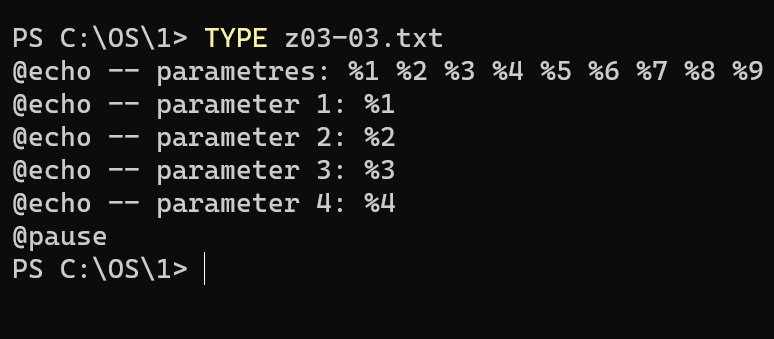 PS C:\OS\1> TYPE z03-03.txt
@echo -- parametres: %1 %2 %3 %4 %5 %6 %7 %8 %9
@echo -- parameter 1: %1
@echo -- parameter 2: %2
@echo -- parameter 3: %3
@echo -- parameter 4: %4
@pause
PS C:\OS\1>